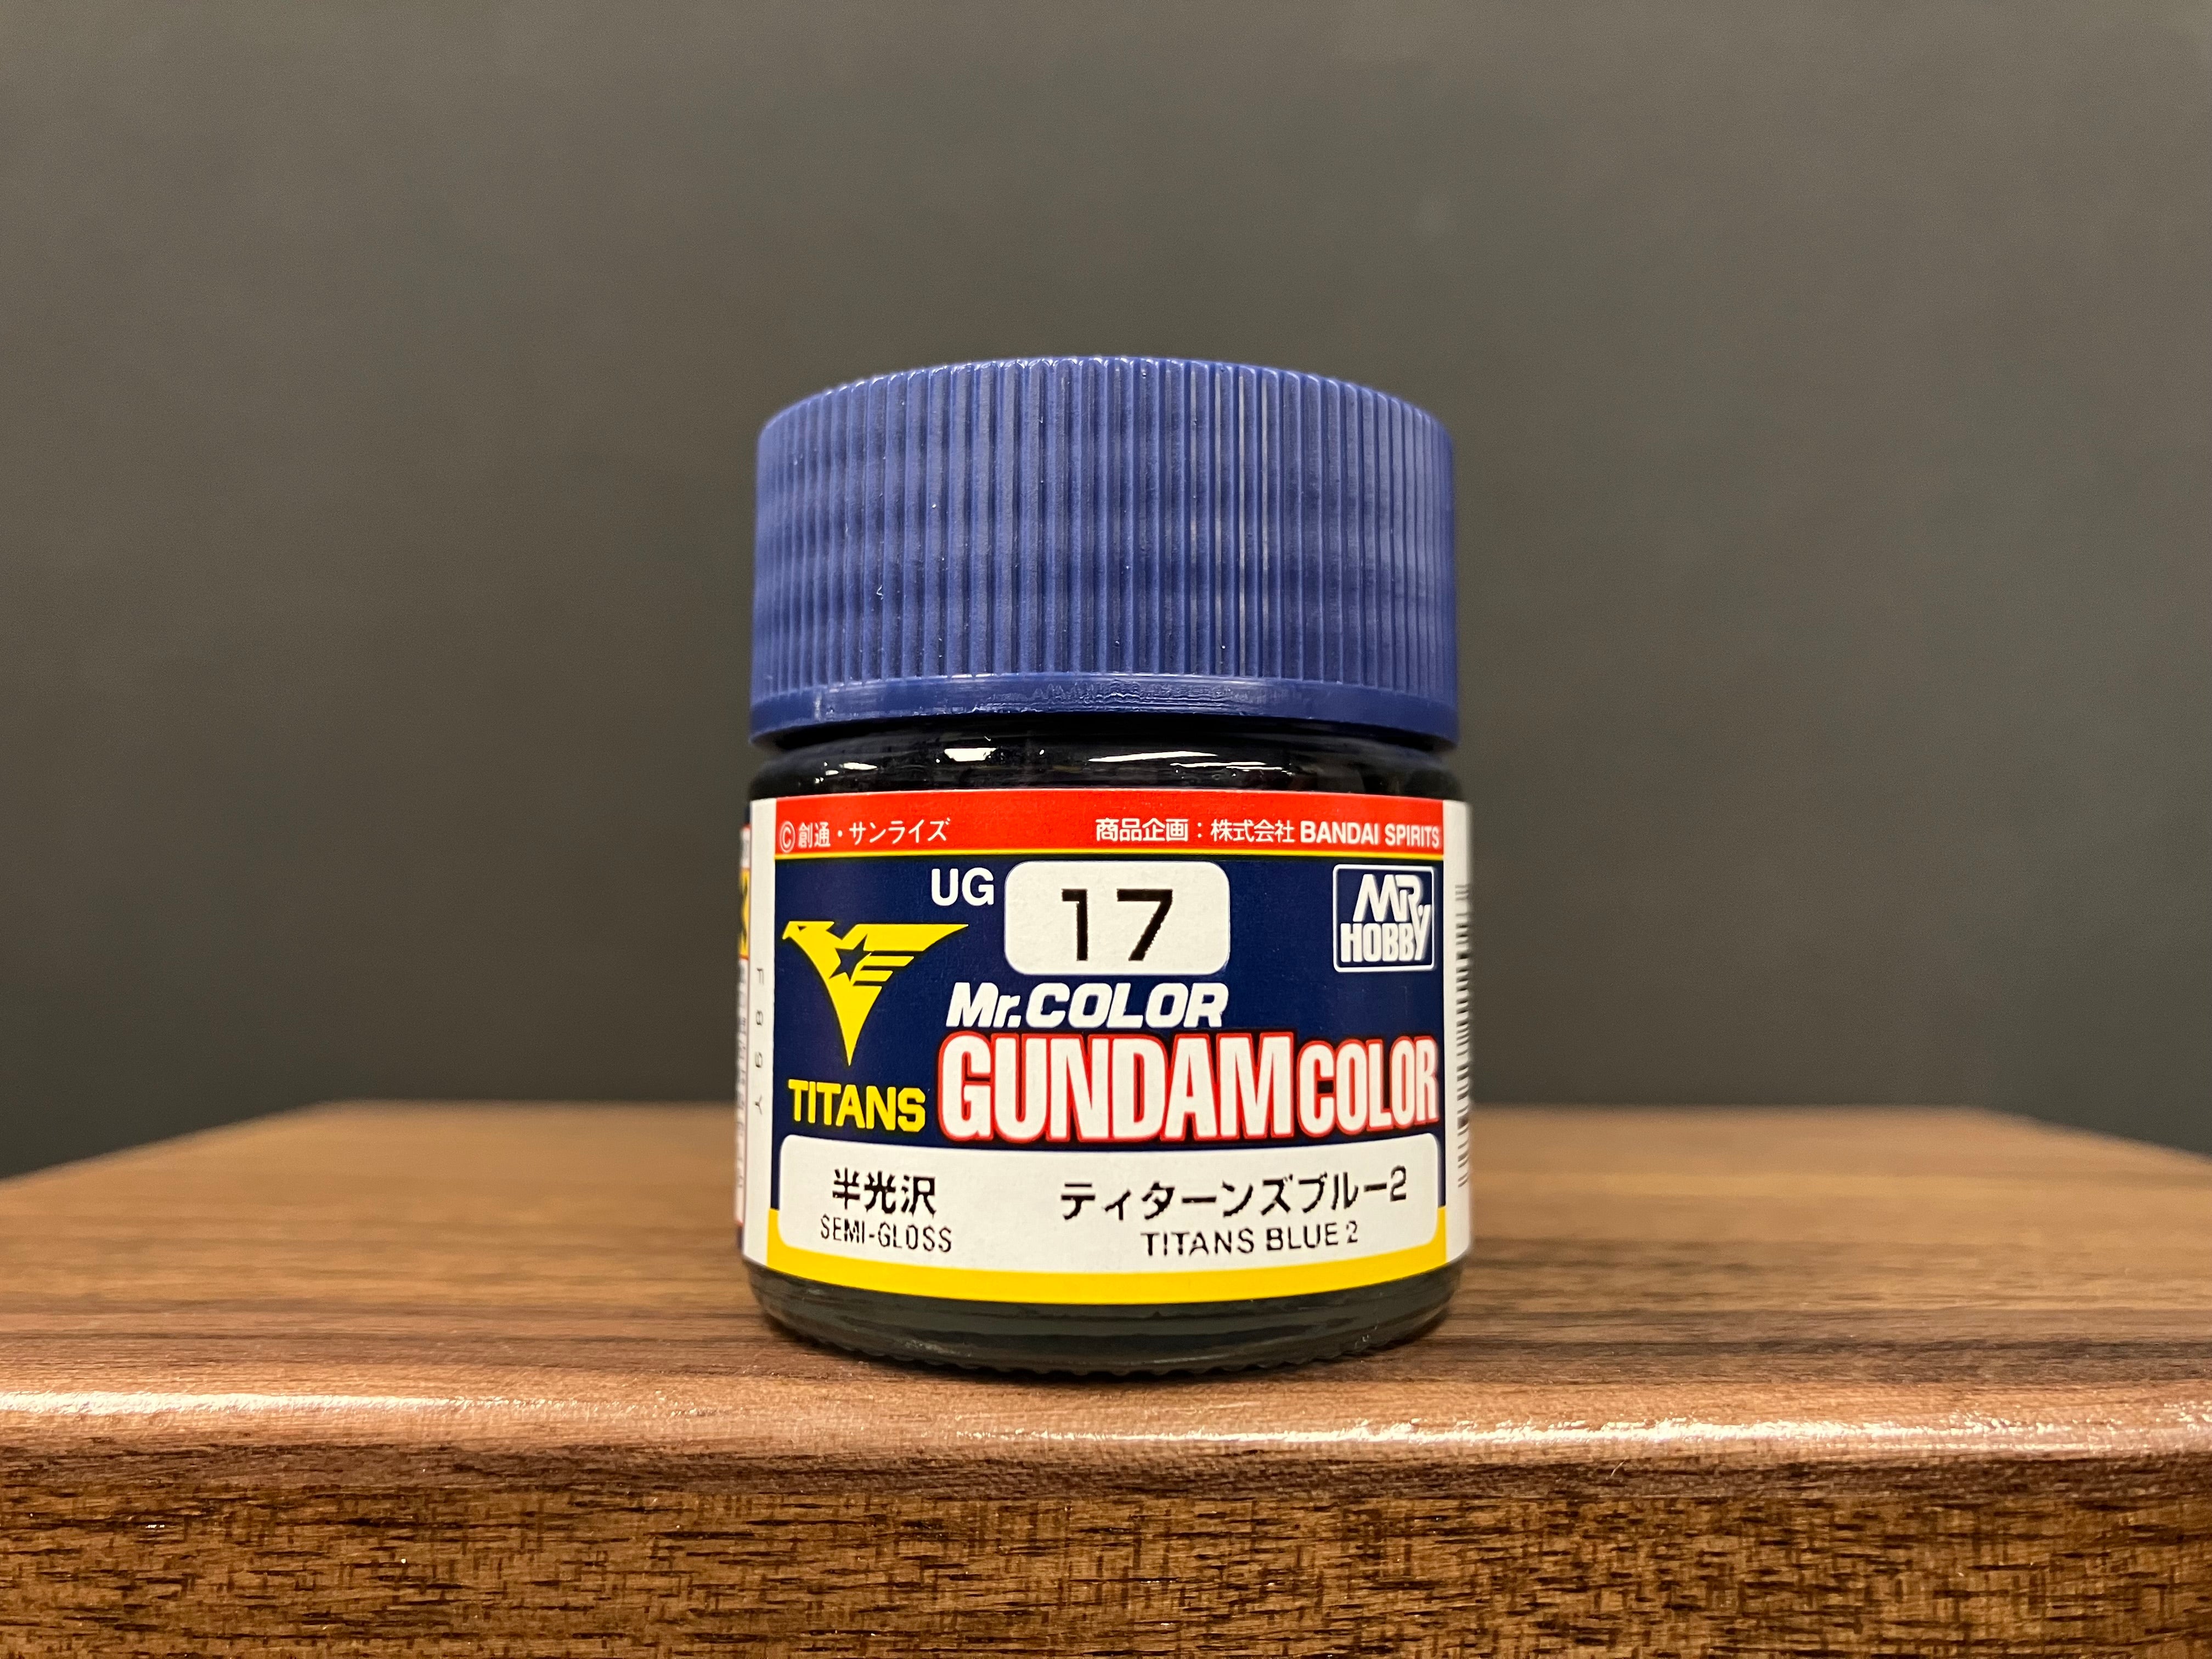 ©創通・サンライズ 商品企画：株式会社 BANDAI SPIRITS
UG 17
MR HOBBY
Mr.COLOR
GUNDAM COLOR
TITANS
半光沢 ティターンズブルー2
SEMI-GLOSS TITANS BLUE 2